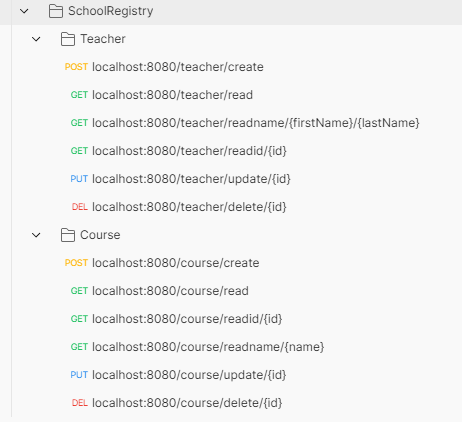 SchoolRegistry
Teacher
POST localhost:8080/teacher/create
GET localhost:8080/teacher/read
GET localhost:8080/teacher/readname/{firstName}/{lastName}
GET localhost:8080/teacher/readid/{id}
PUT localhost:8080/teacher/update/{id}
DEL localhost:8080/teacher/delete/{id}
Course
POST localhost:8080/course/create
GET localhost:8080/course/read
GET localhost:8080/course/readid/{id}
GET localhost:8080/course/readname/{name}
PUT localhost:8080/course/update/{id}
DEL localhost:8080/course/delete/{id}